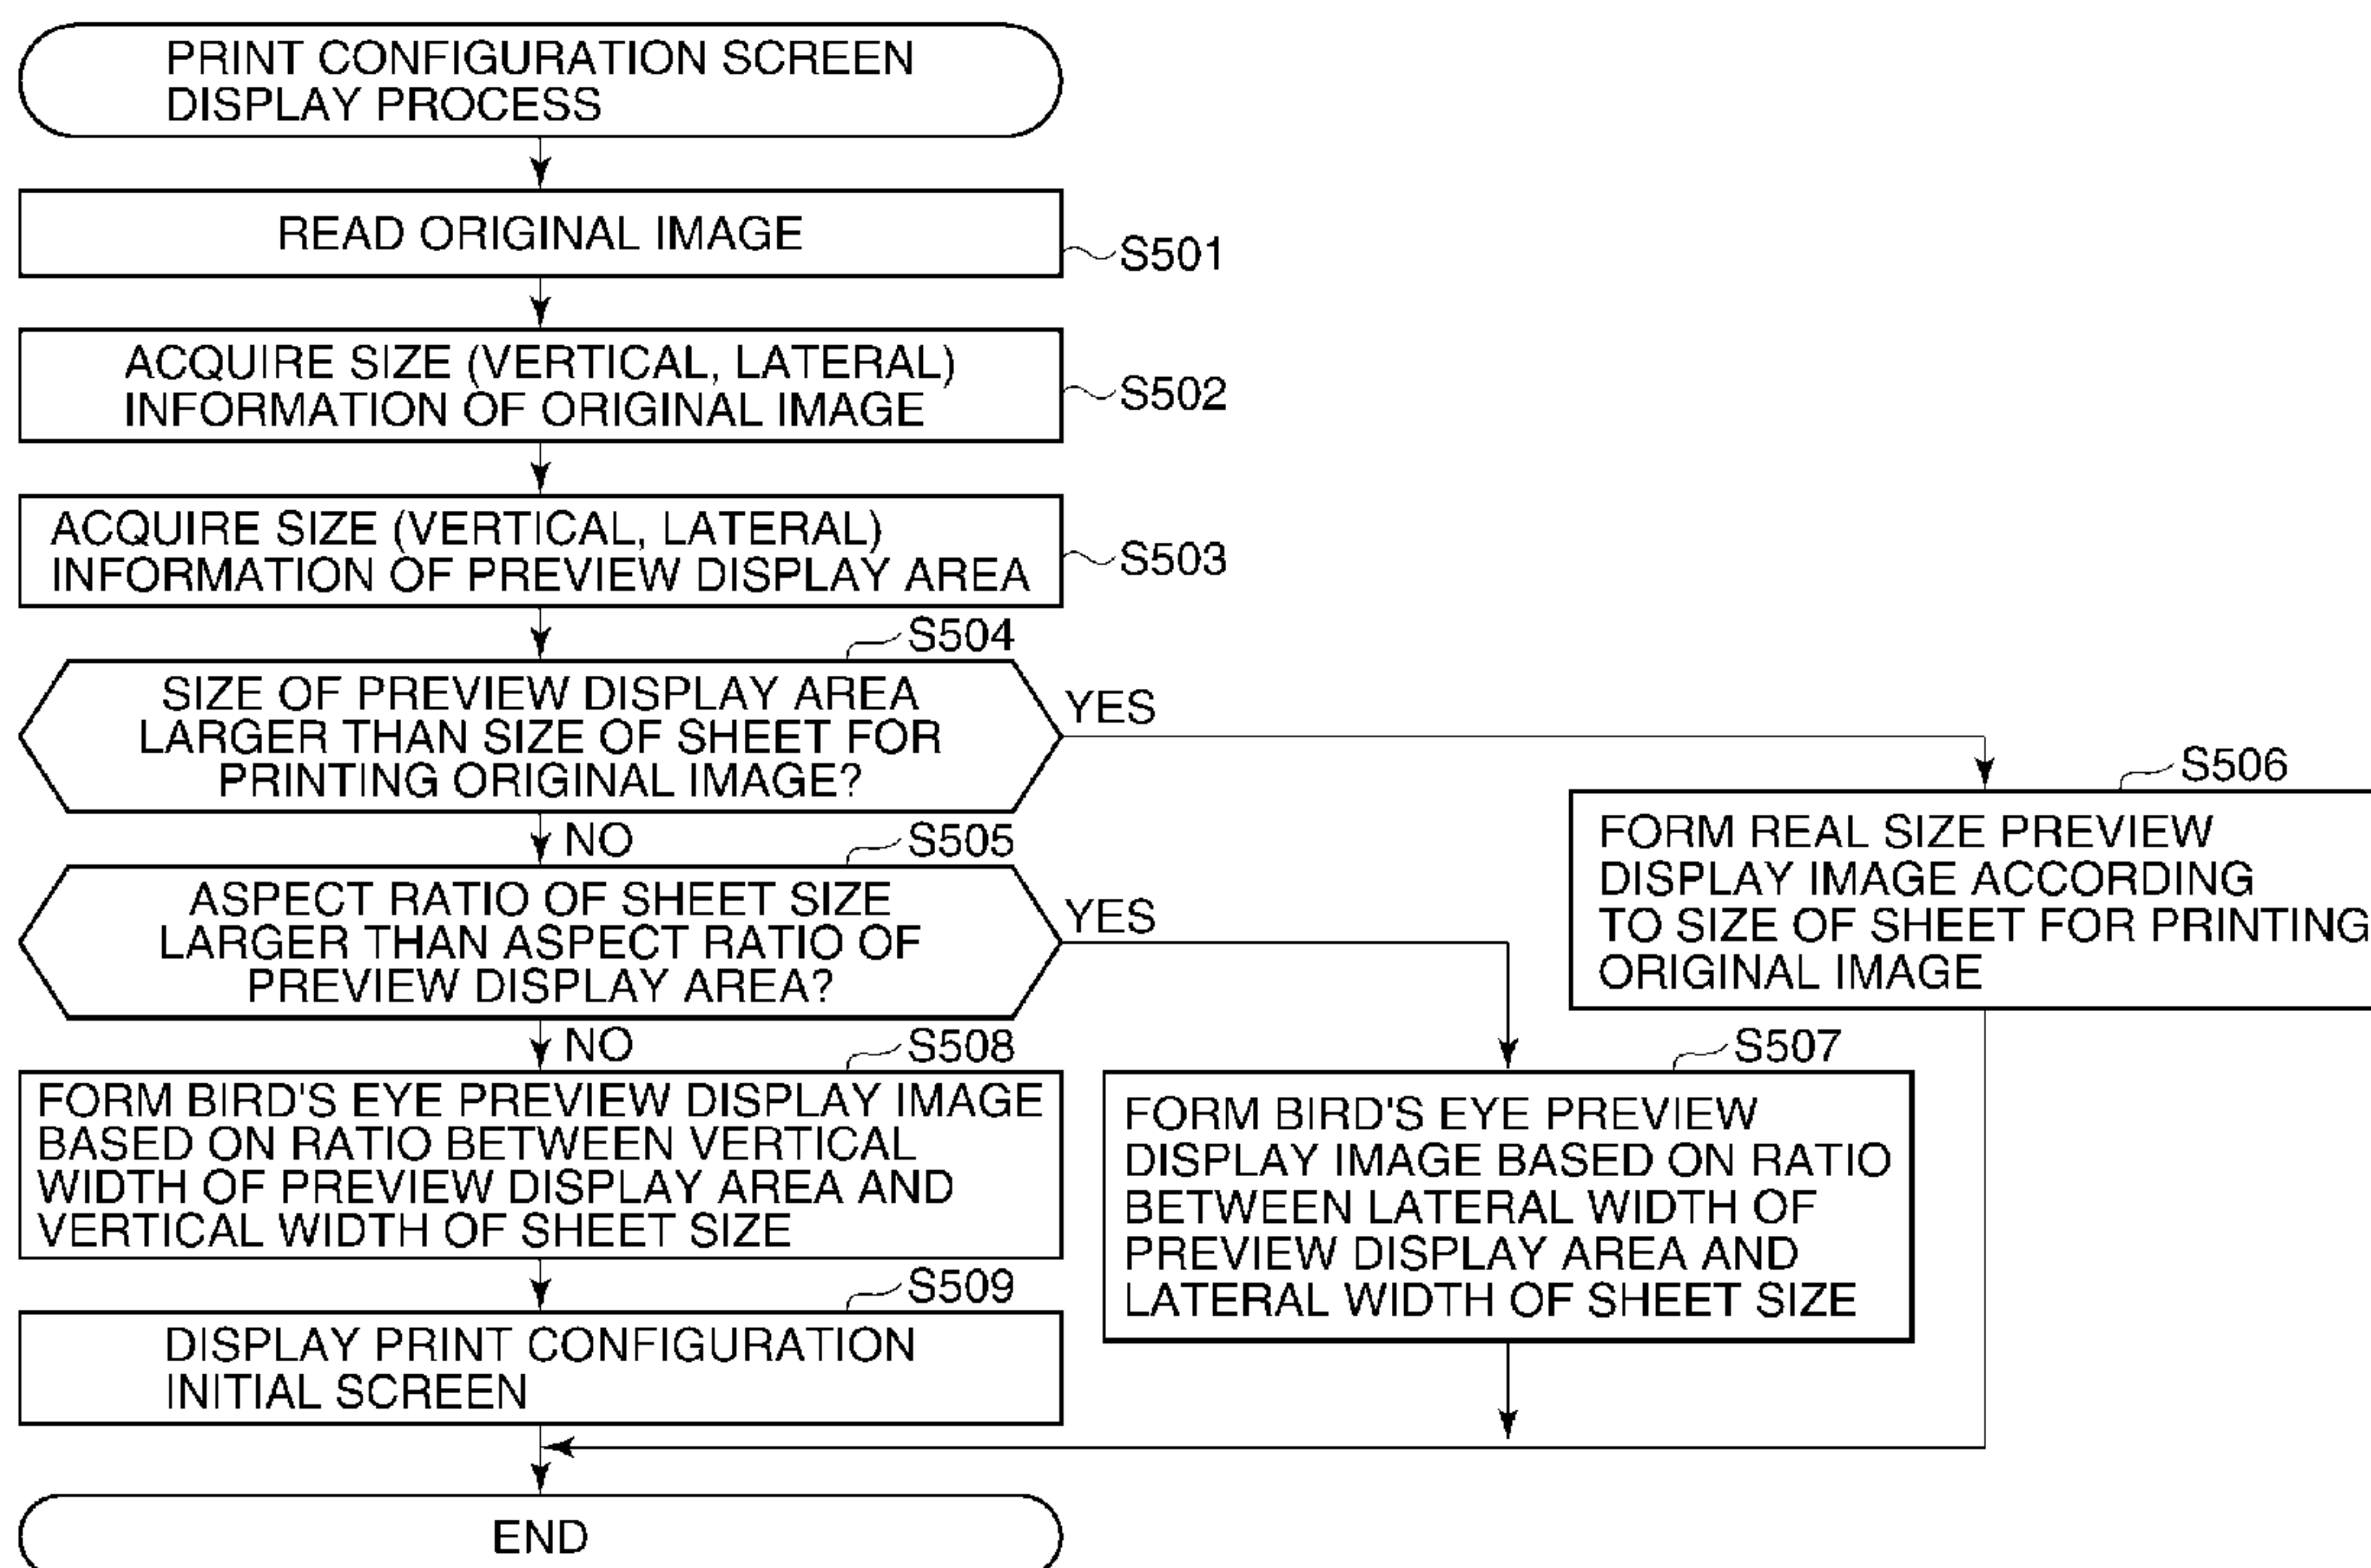 PRINT CONFIGURATION SCREEN
DISPLAY PROCESS
READ ORIGINAL IMAGE
S501
ACQUIRE SIZE (VERTICAL, LATERAL)
INFORMATION OF ORIGINAL IMAGE
S502
ACQUIRE SIZE (VERTICAL, LATERAL)
INFORMATION OF PREVIEW DISPLAY AREA
S503
S504
SIZE OF PREVIEW DISPLAY AREA
LARGER THAN SIZE OF SHEET FOR
PRINTING ORIGINAL IMAGE?
YES
NO
S506
FORM REAL SIZE PREVIEW
DISPLAY IMAGE ACCORDING
TO SIZE OF SHEET FOR PRINTING
ORIGINAL IMAGE
S505
ASPECT RATIO OF SHEET SIZE
LARGER THAN ASPECT RATIO OF
PREVIEW DISPLAY AREA?
YES
NO
S508
FORM BIRD'S EYE PREVIEW DISPLAY IMAGE
BASED ON RATIO BETWEEN VERTICAL
WIDTH OF PREVIEW DISPLAY AREA AND
VERTICAL WIDTH OF SHEET SIZE
S507
FORM BIRD'S EYE PREVIEW
DISPLAY IMAGE BASED ON RATIO
BETWEEN LATERAL WIDTH OF
PREVIEW DISPLAY AREA AND
LATERAL WIDTH OF SHEET SIZE
S509
DISPLAY PRINT CONFIGURATION
INITIAL SCREEN
END